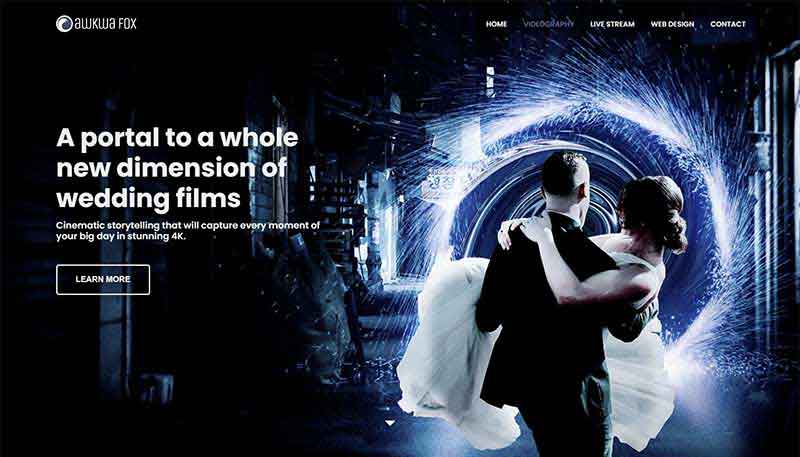 awkwa fox
HOME
VIDEOGRAPHY
LIVE STREAM
WEB DESIGN
CONTACT
A portal to a whole
new dimension of
wedding films
Cinematic storytelling that will capture every moment of
your big day in stunning 4K.
LEARN MORE